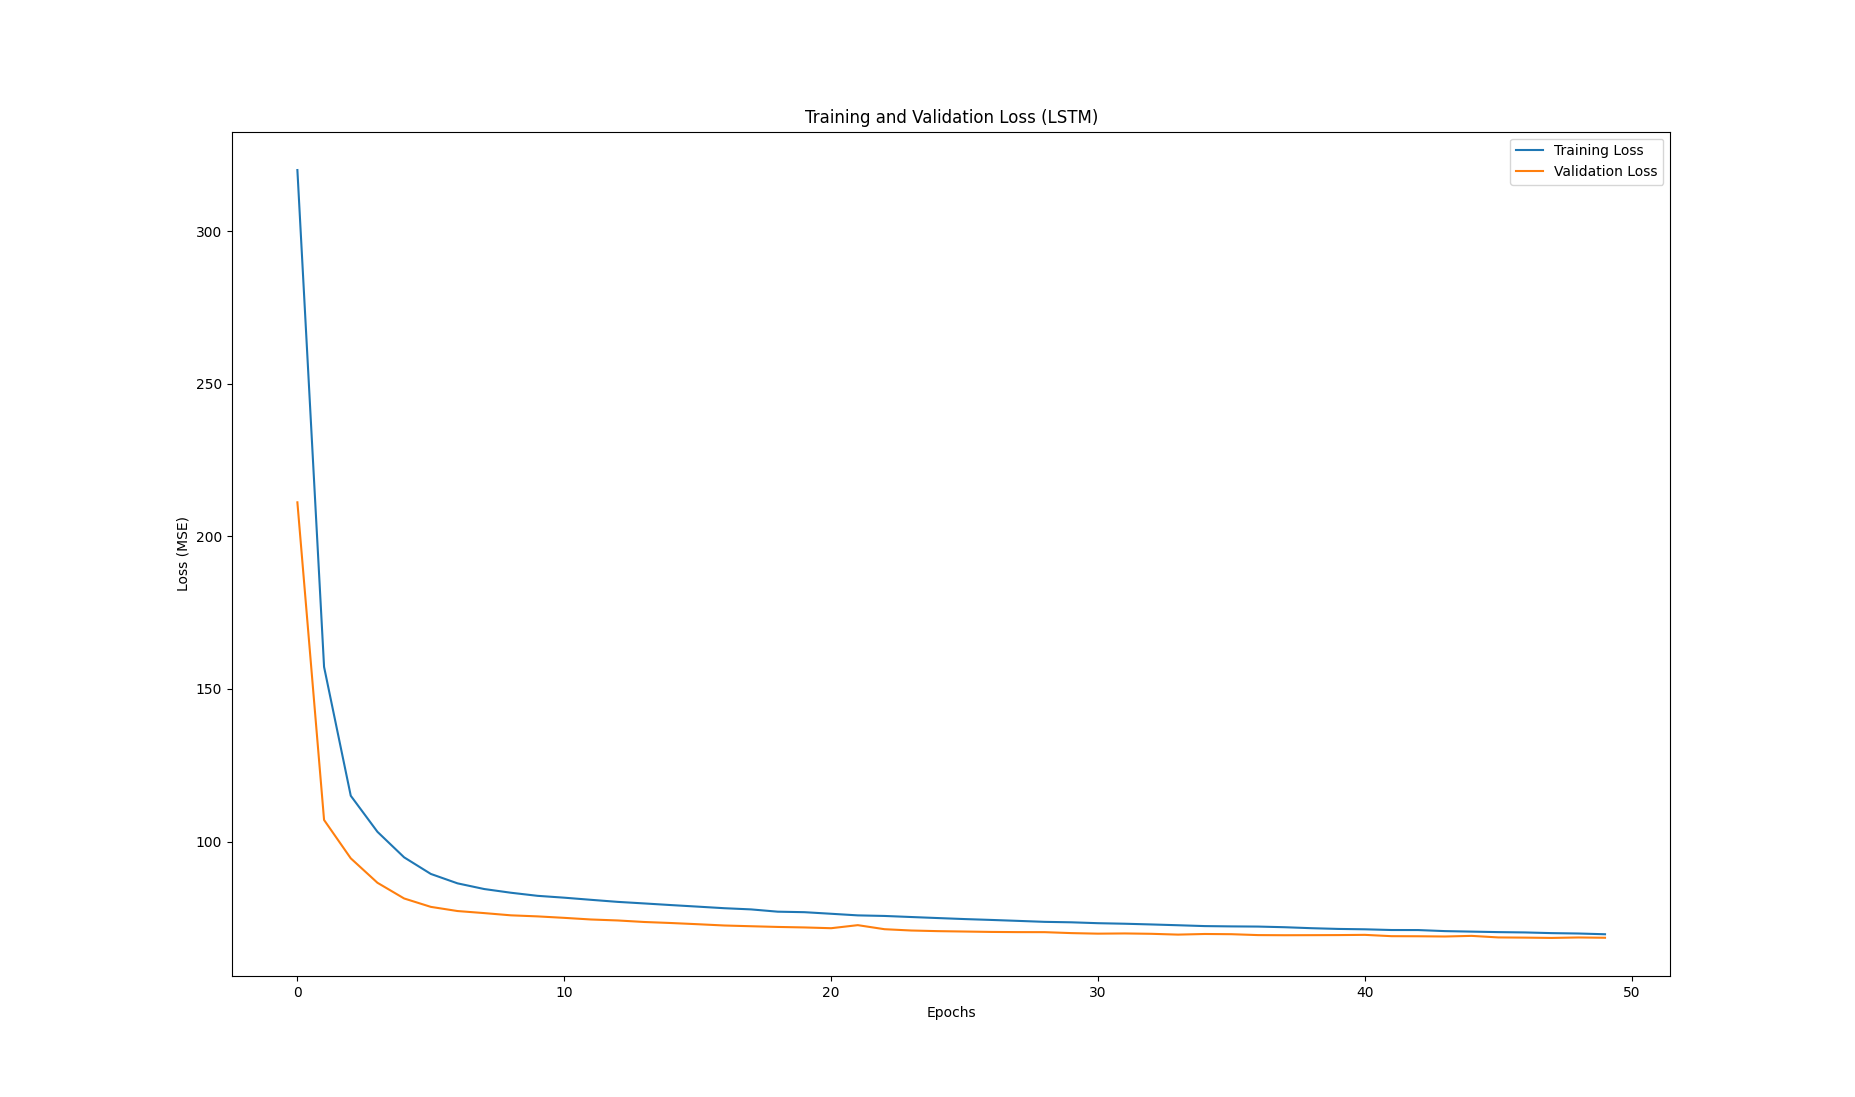 Training and Validation Loss (LSTM)
Training Loss
Validation Loss
Loss (MSE)
300
250
200
150
100
0 10 20 30 40 50
Epochs